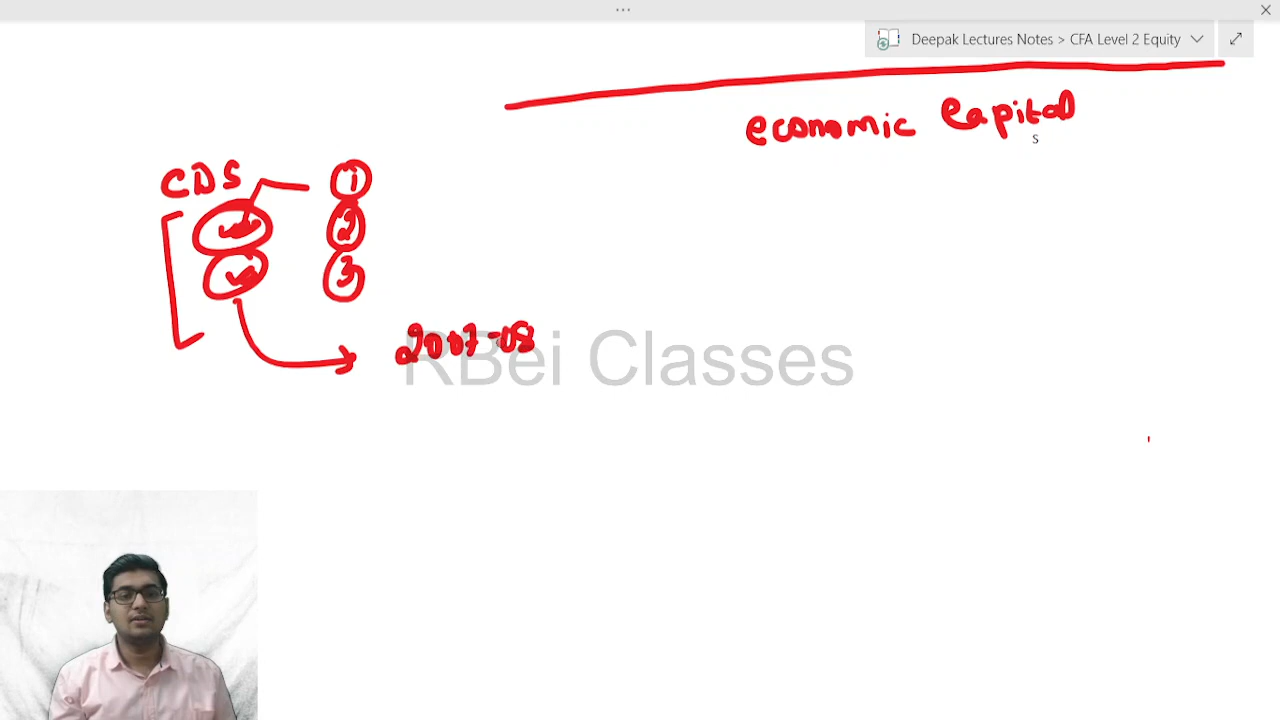 Deepak Lectures Notes > CFA Level 2 Equity
economic Capital
s
CDS
1
2
3
2007-08
RBei Classes